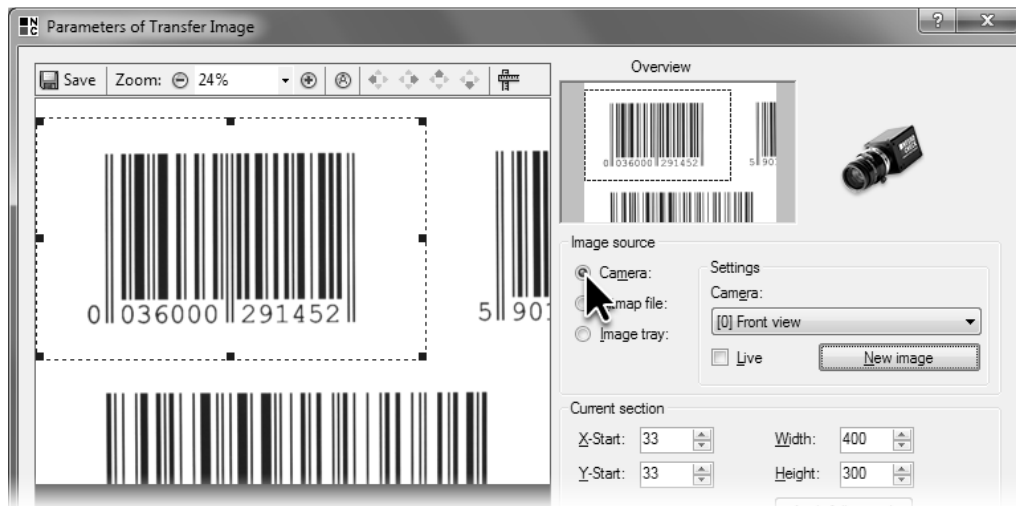 NC
Parameters of Transfer Image
? X
Save Zoom: 24%
Overview
0 036000 291452
5 901
0 036000 291452
5 90
Image source
Camera:
map file:
Image tray:
Settings
Camera:
[0] Front view
Live
New image
Current section
X-Start: 33
Width: 400
Y-Start: 33
Height: 300